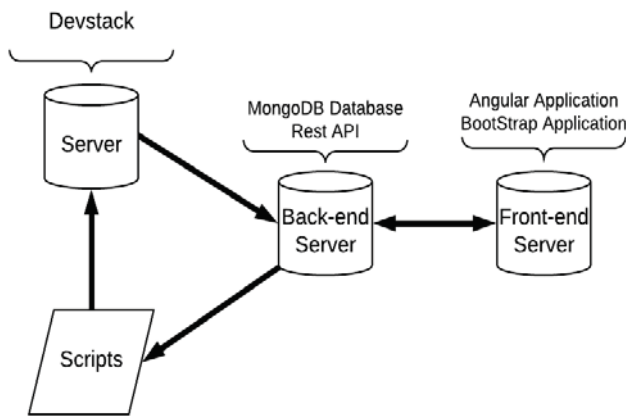 Devstack
Server
MongoDB Database
Rest API
Back-end
Server
Angular Application
BootStrap Application
Front-end
Server
Scripts